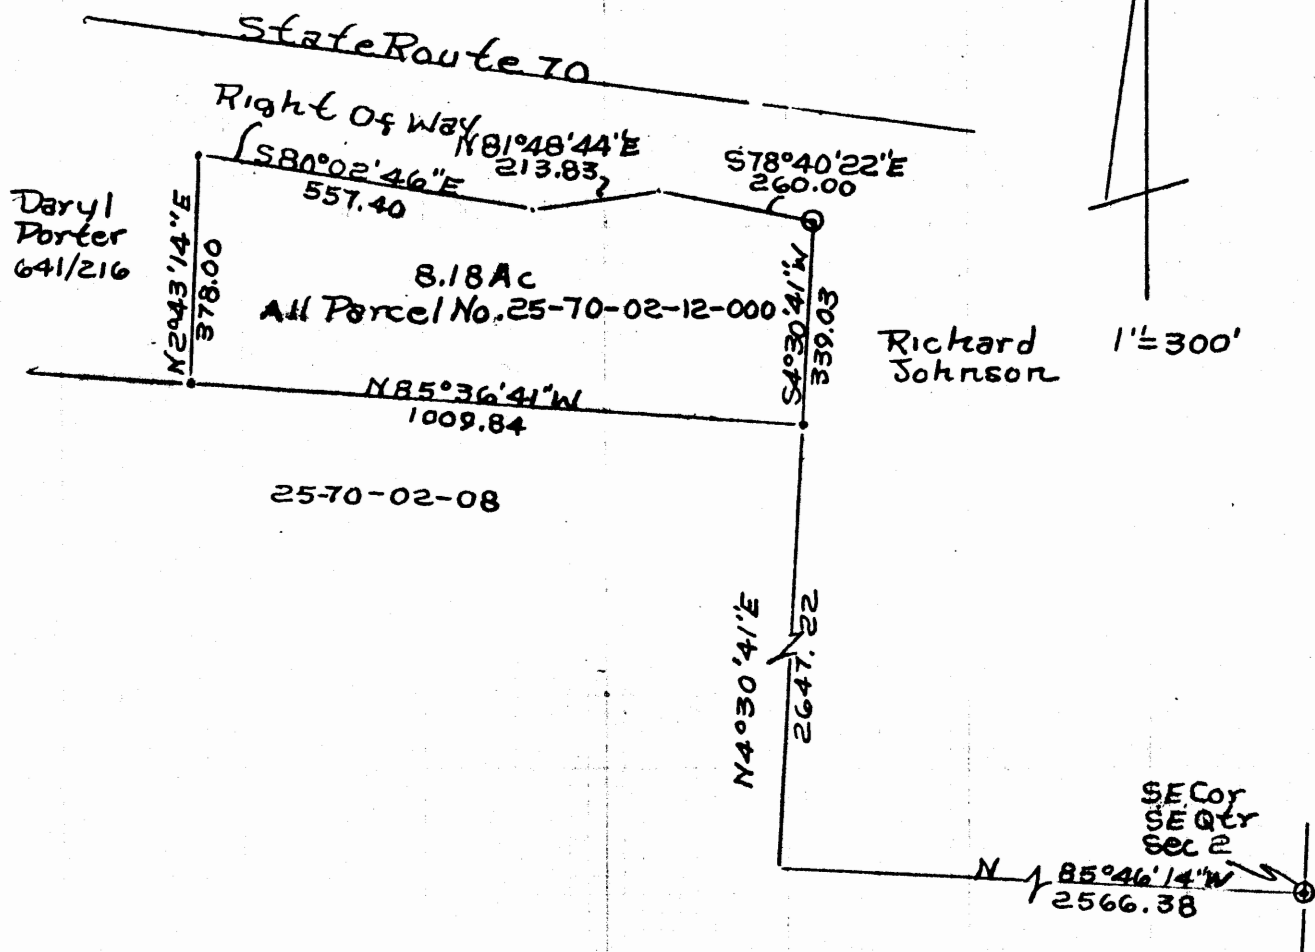 State Route 70
Right Of Way
N81°48'44"E
213.83
S78°40'22"E
260.00
S80°02'46"E
557.40
Daryl
Porter
641/216
N2°43'14"E
378.00
8.18 Ac
All Parcel No. 25-70-02-12-000
S4°30'41"W
339.03
Richard
Johnson
1"=300'
N85°36'41"W
1009.84
25-70-02-08
N4°30'41"E
2647.22
SE Cor
SE Qtr
Sec 2
N 85°46'14"W
2566.38